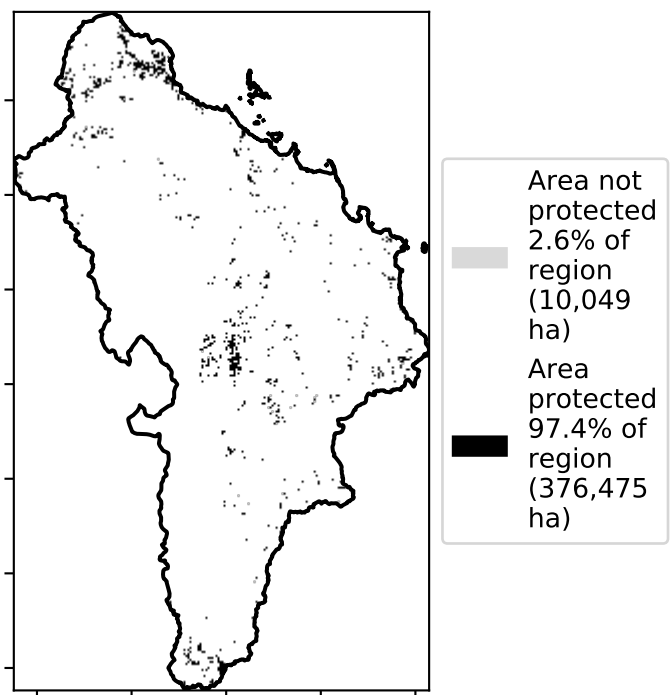 Area not
protected
2.6% of
region
(10,049
ha)
Area
protected
97.4% of
region
(376,475
ha)